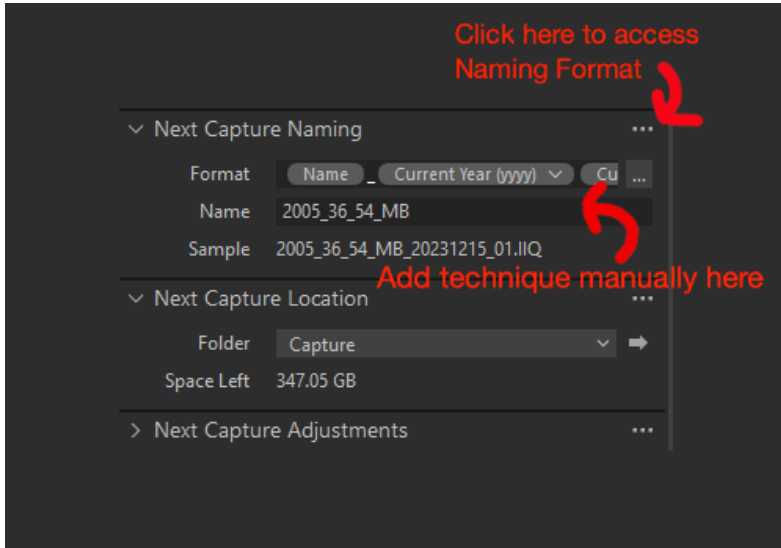 Click here to access
Naming Format
Next Capture Naming ...
Format Name _ Current Year (yyyy) Cu ...
Name 2005_36_54_MB
Sample 2005_36_54_MB_20231215_01.IIQ
Add technique manually here
Next Capture Location ...
Folder Capture
Space Left 347.05 GB
Next Capture Adjustments ...